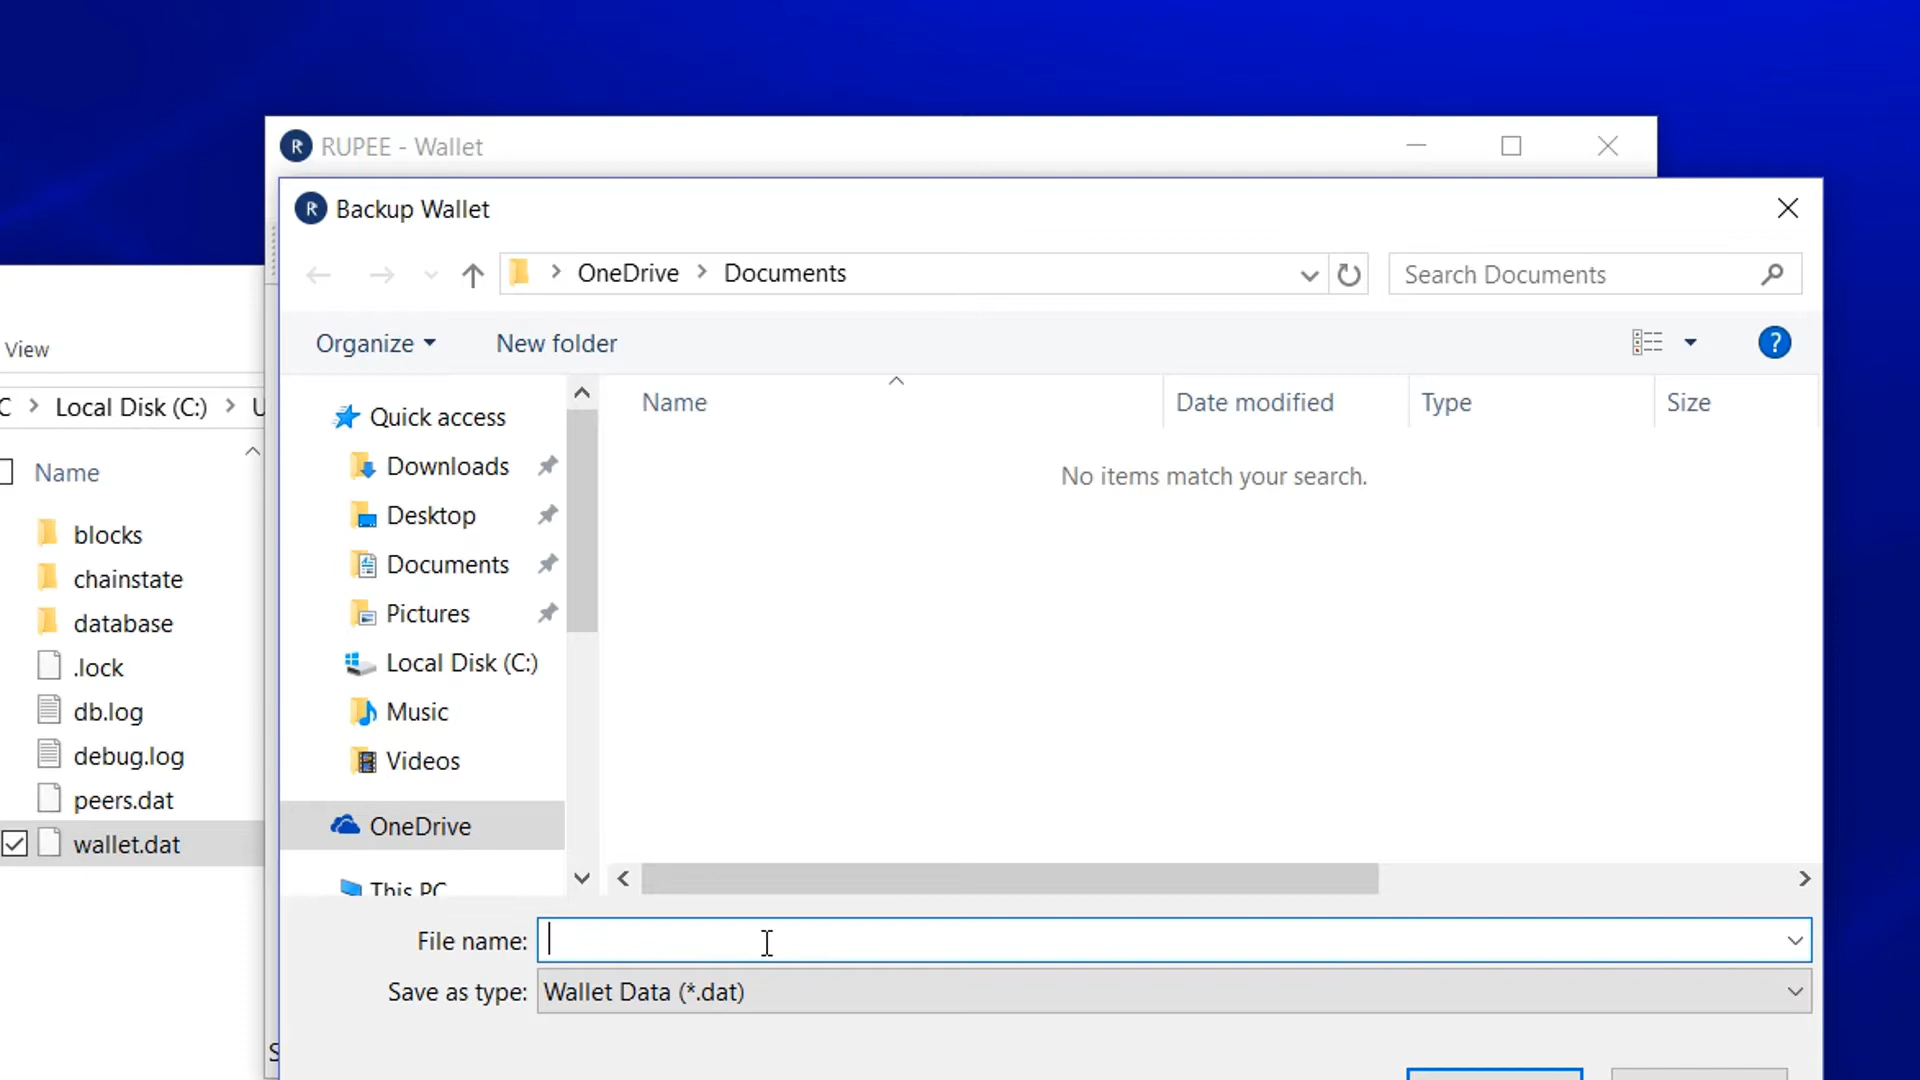 RUPEE - Wallet
Backup Wallet
OneDrive
Documents
Search Documents
Organize
New folder
?
View
C
Local Disk (C:)
U
Name
blocks
chainstate
database
.lock
db.log
debug.log
peers.dat
wallet.dat
Quick access
Downloads
Desktop
Documents
Pictures
Local Disk (C:)
Music
Videos
OneDrive
This PC
Name
Date modified
Type
Size
No items match your search.
File name:
Save as type: Wallet Data (*.dat)
S